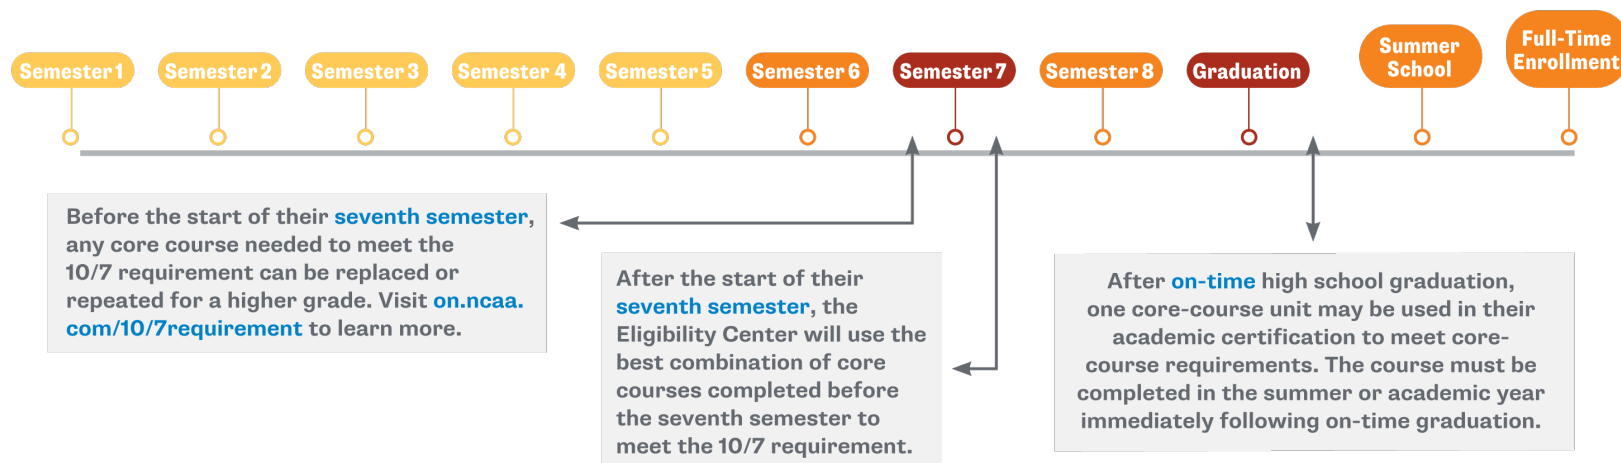 Semester 1
Semester 2
Semester 3
Semester 4
Semester 5
Semester 6
Semester 7
Semester 8
Graduation
Summer
School
Full-Time
Enrollment
Before the start of their seventh semester,
any core course needed to meet the
10/7 requirement can be replaced or
repeated for a higher grade. Visit on.ncaa.
com/10/7requirement to learn more.
After the start of their
seventh semester, the
Eligibility Center will use the
best combination of core
courses completed before
the seventh semester to
meet the 10/7 requirement.
After on-time high school graduation,
one core-course unit may be used in their
academic certification to meet core-
course requirements. The course must be
completed in the summer or academic year
immediately following on-time graduation.